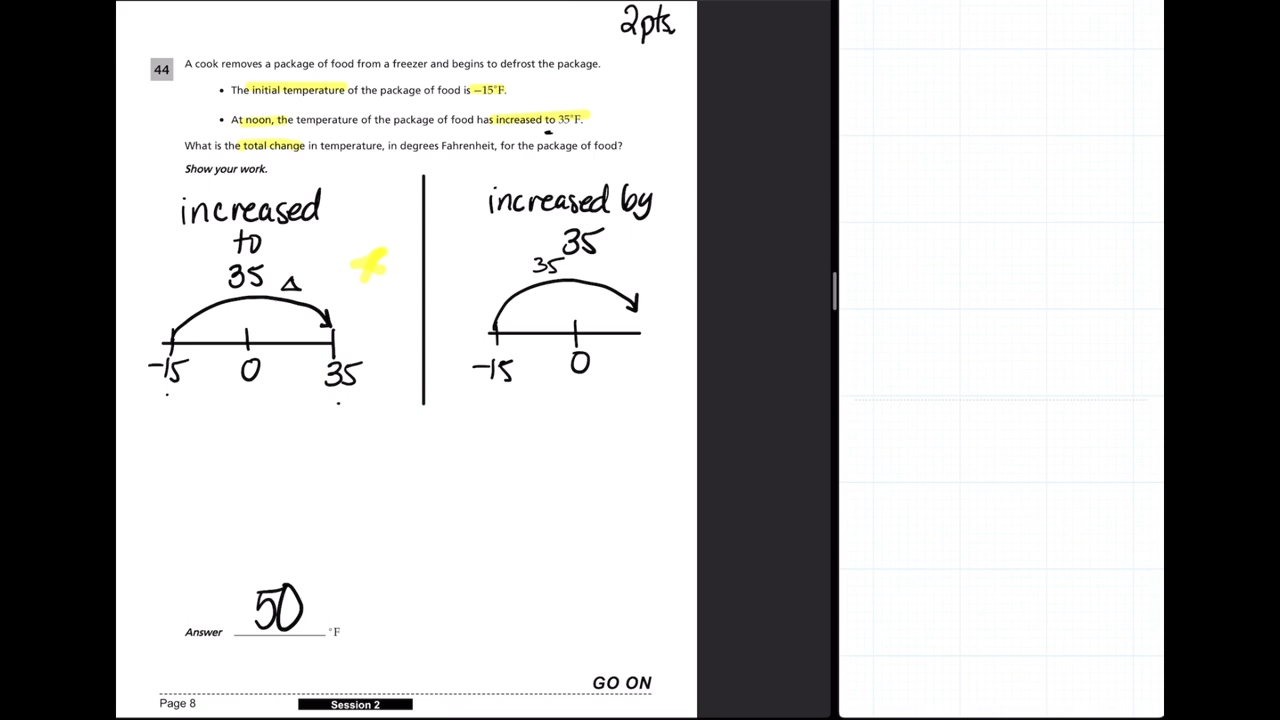 2pts.
44 A cook removes a package of food from a freezer and begins to defrost the package.
• The initial temperature of the package of food is −15°F.
• At noon, the temperature of the package of food has increased to 35°F.
What is the total change in temperature, in degrees Fahrenheit, for the package of food?
Show your work.
increased
to
35 Δ
-15 0 35
increased by
35
35
-15 0
50
Answer °F
GO ON
Page 8 Session 2